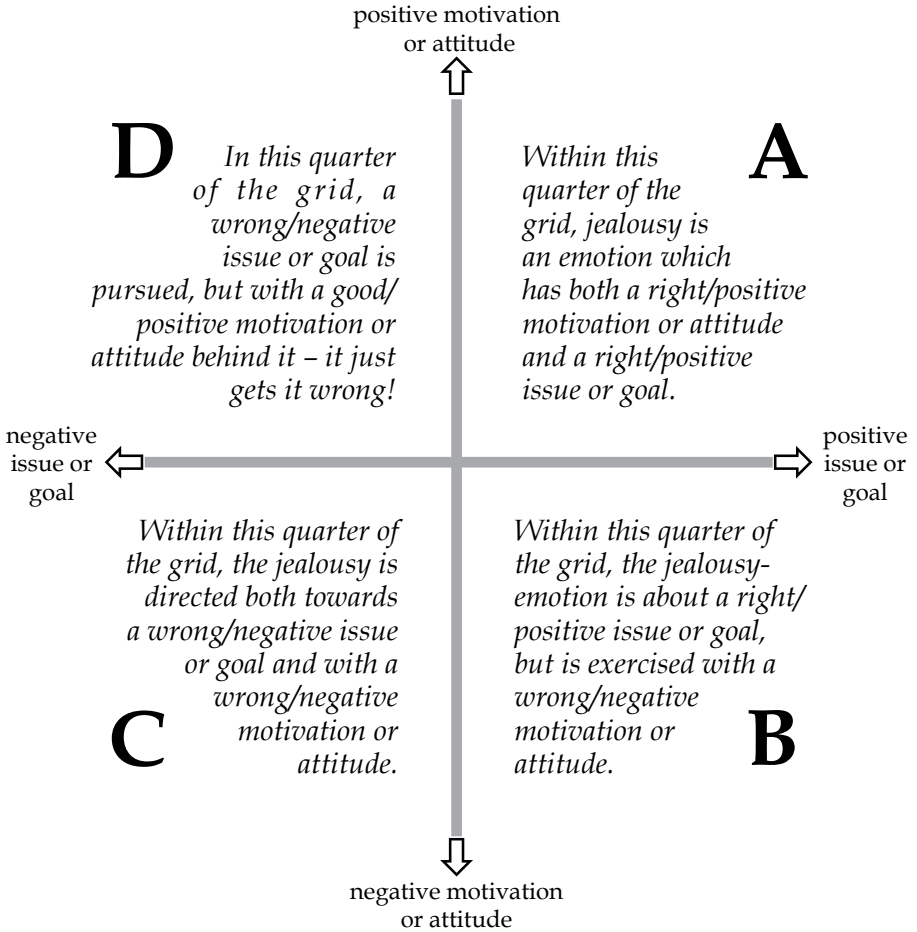 positive motivation
or attitude
D
In this quarter
of the grid, a
wrong/negative
issue or goal is
pursued, but with a good/
positive motivation or
attitude behind it – it just
gets it wrong!
A
Within this
quarter of the
grid, jealousy is
an emotion which
has both a right/positive
motivation or attitude
and a right/positive
issue or goal.
negative
issue or
goal
positive
issue or
goal
Within this quarter of
the grid, the jealousy is
directed both towards
a wrong/negative issue
or goal and with a
wrong/negative
motivation or
attitude.
C
Within this quarter of
the grid, the jealousy-
emotion is about a right/
positive issue or goal,
but is exercised with a
wrong/negative
motivation or
attitude.
B
negative motivation
or attitude